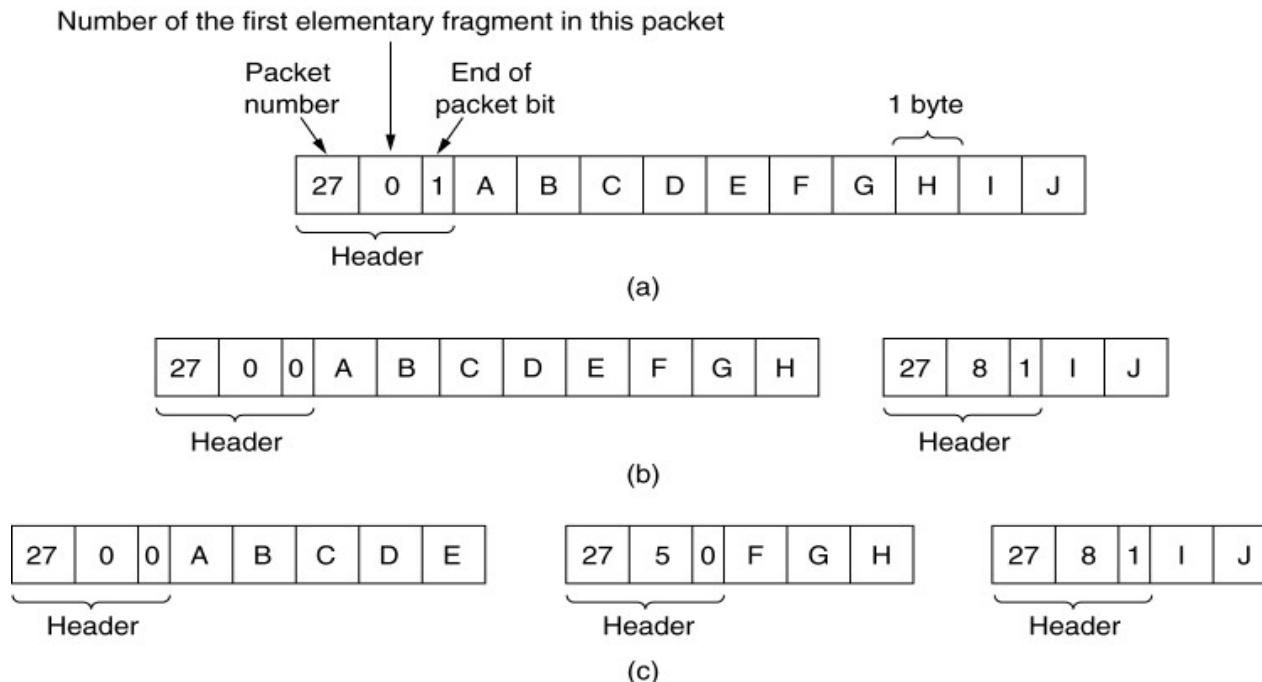 Number of the first elementary fragment in this packet
Packet number
End of packet bit
1 byte
27 0 1 A B C D E F G H I J
Header
(a)
27 0 0 A B C D E F G H
27 8 1 I J
Header
Header
(b)
27 0 0 A B C D E
27 5 0 F G H
27 8 1 I J
Header
Header
Header
(c)